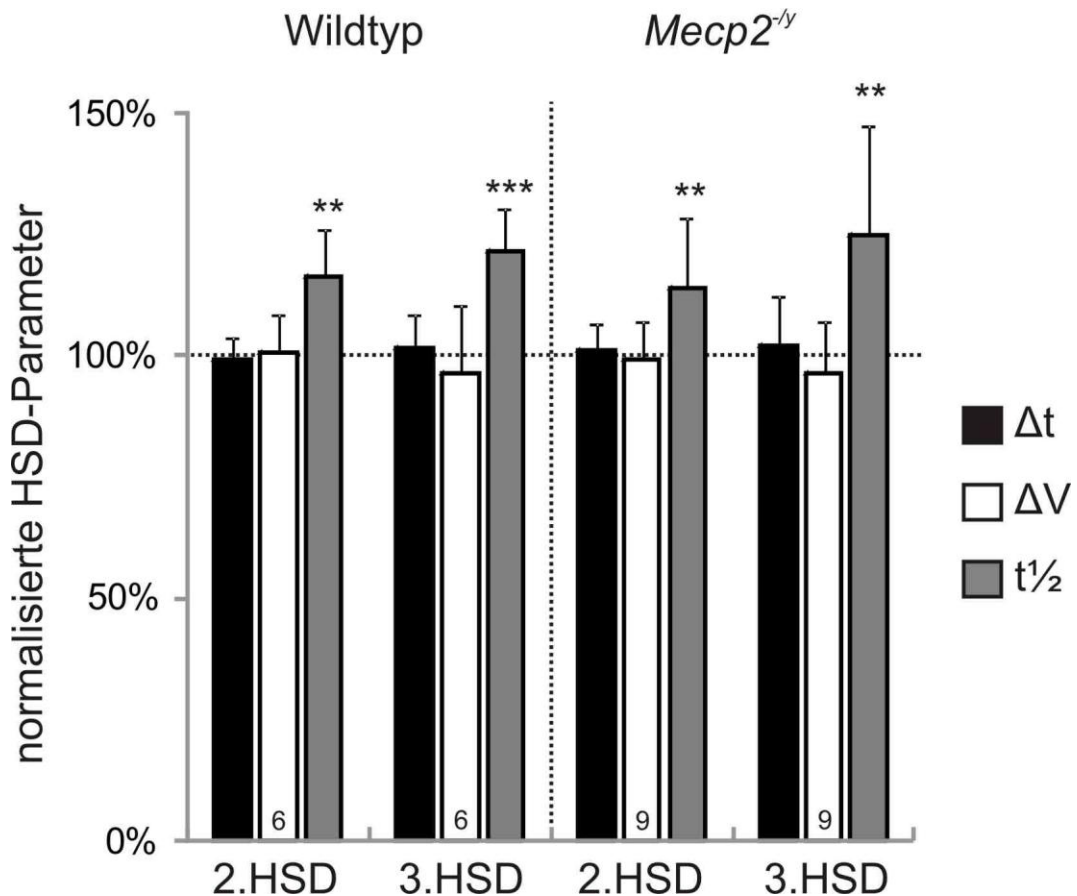 Wildtyp Mecp2-/y
normalisierte HSD-Parameter
150%
100%
50%
0%
** *** ** **
6 6 9 9
2.HSD 3.HSD 2.HSD 3.HSD
Δt
ΔV
t½